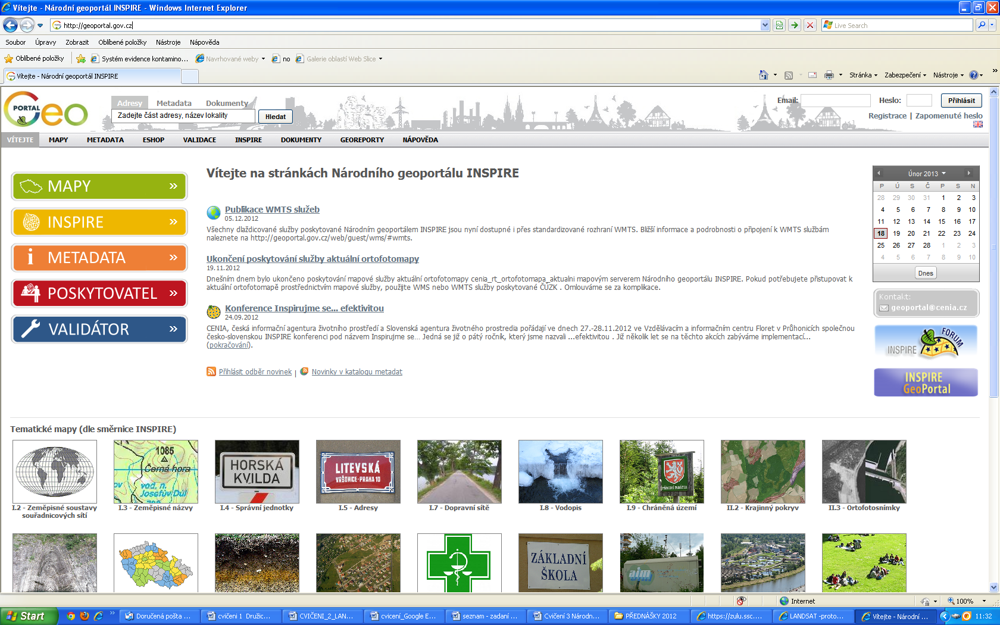 Vítejte - Národní geoportál INSPIRE - Windows Internet Explorer
http://geoportal.gov.cz
Live Search
Soubor Úpravy Zobrazit Oblíbené položky Nástroje Nápověda
Oblíbené položky Systém evidence kontamino... Navrhované weby no Galerie oblastí Web Slice
Vítejte - Národní geoportál INSPIRE
Stránka Zabezpečení Nástroje
GEO PORTAL
Adresy Metadata Dokumenty
Zadejte část adresy, název lokality Hledat
Email: Heslo: Přihlásit
Registrace | Zapomenuté heslo
VÍTEJTE MAPY METADATA ESHOP VALIDACE INSPIRE DOKUMENTY GEOREPORTY NÁPOVĚDA
MAPY »
INSPIRE »
METADATA »
POSKYTOVATEL »
VALIDÁTOR »
Vítejte na stránkách Národního geoportálu INSPIRE
Publikace WMTS služeb
05.12.2012
Všechny dlaždicované služby poskytované Národním geoportálem INSPIRE jsou nyní dostupné i přes standardizované rozhraní WMTS. Bližší informace a podrobnosti o připojení k WMTS službám
naleznete na http://geoportal.gov.cz/web/guest/wms/#wmts.
Ukončení poskytování služby aktuální ortofotomapy
19.11.2012
Dnešním dnem bylo ukončeno poskytování mapové služby aktuální ortofotomapy cenia_rt_ortofotomapa_aktualni mapovým serverem Národního geoportálu INSPIRE. Pokud potřebujete přistupovat k
aktuální ortofotomapě prostřednictvím mapové služby, použijte WMS nebo WMTS služby poskytované ČÚZK . Omlouváme se za komplikace.
Konference Inspirujme se... efektivitou
24.09.2012
CENIA, česká informační agentura životního prostředí a Slovenská agentura životného prostredia pořádají ve dnech 27.-28.11.2012 ve Vzdělávacím a informačním centru Floret v Průhonicích společnou
česko-slovenskou INSPIRE konferenci pod názvem Inspirujme se... Jedná se již o pátý ročník, který jsme nazvali ...efektivitou . Již několik let se na těchto akcích zabýváme implementací...
(pokračování).
Přihlásit odběr novinek | Novinky v katalogu metadat
Únor 2013
P Ú S Č P S N
28 29 30 31 1 2 3
4 5 6 7 8 9 10
11 12 13 14 15 16 17
18 19 20 21 22 23 24
25 26 27 28 1 2 3
4 5 6 7 8 9 10
Dnes
Kontakt:
geoportal@cenia.cz
INSPIRE FORUM
INSPIRE
GeoPortal
Tematické mapy (dle směrnice INSPIRE)
1085
Černá hora
vod. n.
Josefův Důl
HORSKÁ
KVILDA
LITEVSKÁ
VRŠOVICE-PRAHA 10
PŘÍRODNÍ PAMÁTKA
I.2 - Zeměpisné soustavy
souřadnicových sítí
I.3 - Zeměpisné názvy
I.4 - Správní jednotky
I.5 - Adresy
I.7 - Dopravní sítě
I.8 - Vodopis
I.9 - Chráněná území
II.2 - Krajinný pokryv
II.3 - Ortofotosnímky
ZÁKLADNÍ
ŠKOLA
aim
Internet 100%
Start Doručená pošta ... cvičení 1 Družic... CVIČENI_2_LAN... cvicení_Google E... seznam - zadání ... Cvičení 3 Národn... PŘEDNÁŠKY 2012 https://zulu.ssc.... LANDSAT -proto... Vítejte - Národní ... 11:32